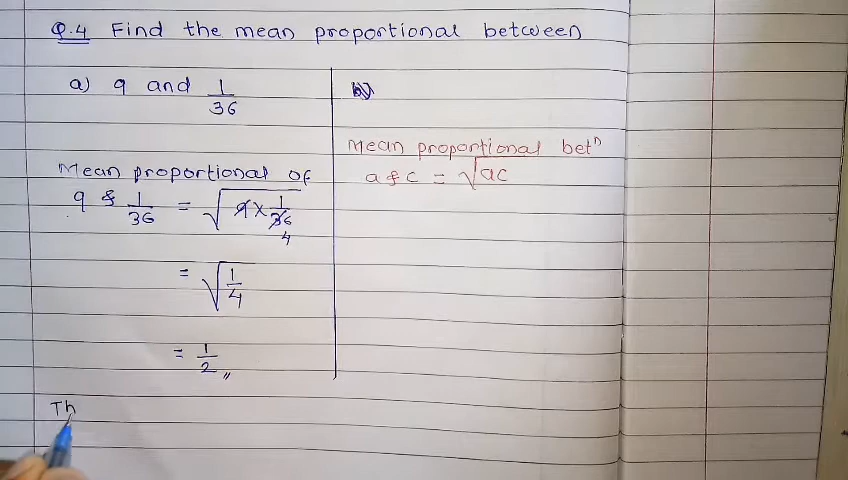 Q.4 Find the mean proportional between
a) 9 and 1/36
Mean proportional of
9 & 1/36 = √(9 × 1/36)
4
= √(1/4)
= 1/2 〃
Th
b)
Mean proportional betⁿ
a & c = √ac